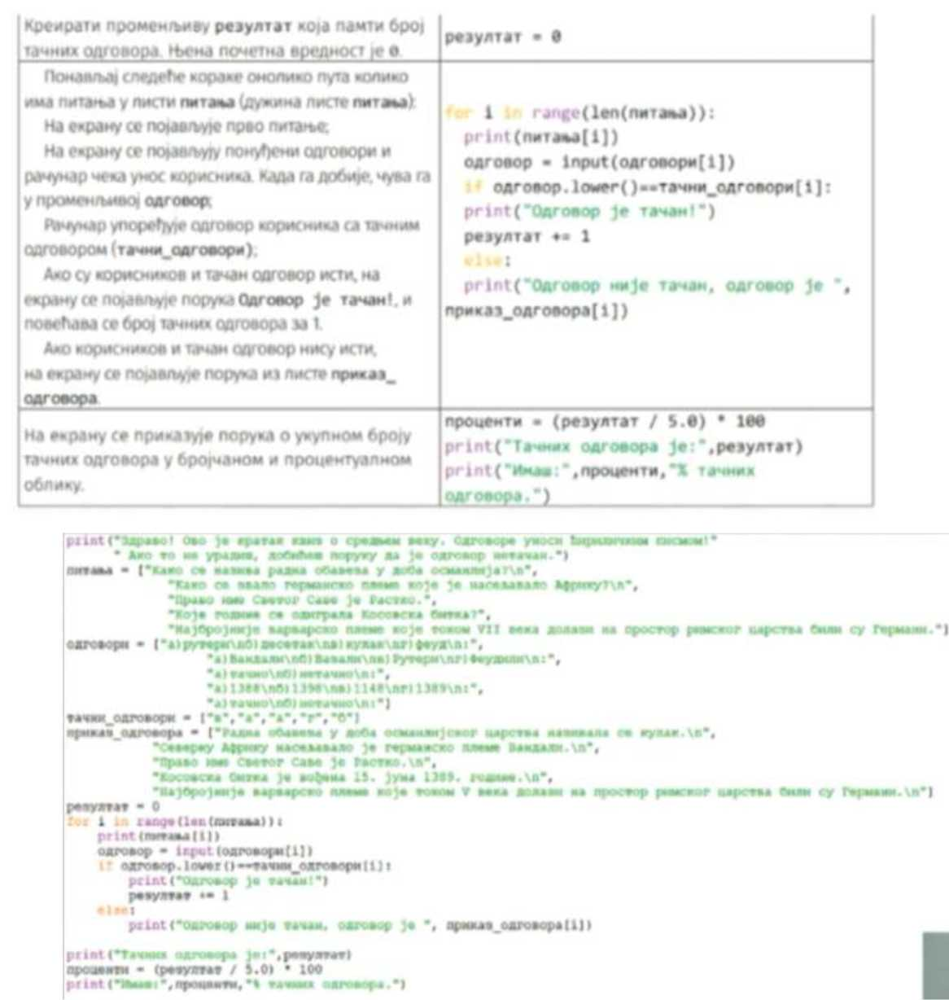 Креирати променљиву резултат која памти број
тачних одговора. Њена почетна вредност је 0.
резултат = 0
Понављај следеће кораке онолико пута колико
има питања у листи питања (дужина листе питања):
На екрану се појављује прво питање;
На екрану се појављују понуђени одговори и
рачунар чека унос корисника. Када га добије, чува га
у променљивој одговор;
Рачунар упоређује одговор корисника са тачним
одговором (тачни_одговори);
Ако су корисников и тачан одговор исти, на
екрану се појављује порука Одговор је тачан!, и
повећава се број тачних одговора за 1.
Ако корисников и тачан одговор нису исти,
на екрану се појављује порука из листе приказ_
одговора.
for i in range(len(питања)):
print(питања[i])
одговор = input(одговори[i])
if одговор.lower()==тачни_одговори[i]:
print("Одговор је тачан!")
резултат += 1
else:
print("Одговор није тачан, одговор је ",
приказ_одговора[i])
На екрану се приказује порука о укупном броју
тачних одговора у бројчаном и процентуалном
облику.
проценти = (резултат / 5.0) * 100
print("Тачних одговора је:",резултат)
print("Имаш:",проценти,"% тачних
одговора.")
print("Здраво! Ово је кратак квиз о средњем веку. Одговоре уноси ћириличним писмом!"
" Ако то не урадиш, добићеш поруку да је одговор нетачан.")
питања = ["Како се назива радна обавеза у доба османлија?\n",
"Како се звало германско племе које је насељавало Африку?\n",
"Право име Светог Саве је Растко.",
"Које године се одиграла Косовска битка?",
"Најбројније варварско племе које током VII века долази на простор римског царства били су Германи."]
одговори = ["а)рутери\nб)десетак\nв)кулак\nг)феуд\n:",
"а)Вандали\nб)Вазали\nв)Рутери\nг)Феудили\n:",
"а)тачно\nб)нетачно\n:",
"а)1388\nб)1398\nв)1148\nг)1389\n:",
"а)тачно\nб)нетачно\n:"]
тачни_одговори = ["в","а","а","г","б"]
приказ_одговора = ["Радна обавеза у доба османлијског царства називала се кулак.\n",
"Северну Африку насељавало је германско племе Вандали.\n",
"Право име Светог Саве је Растко.\n",
"Косовска битка је вођена 15. јуна 1389. године.\n",
"Најбројније варварско племе које током V века долази на простор римског царства били су Германи.\n"]
резултат = 0
for i in range(len(питања)):
print(питања[i])
одговор = input(одговори[i])
if одговор.lower()==тачни_одговори[i]:
print("Одговор је тачан!")
резултат += 1
else:
print("Одговор није тачан, одговор је ", приказ_одговора[i])
print("Тачних одговора је:",резултат)
проценти = (резултат / 5.0) * 100
print("Имаш:",проценти,"% тачних одговора.")